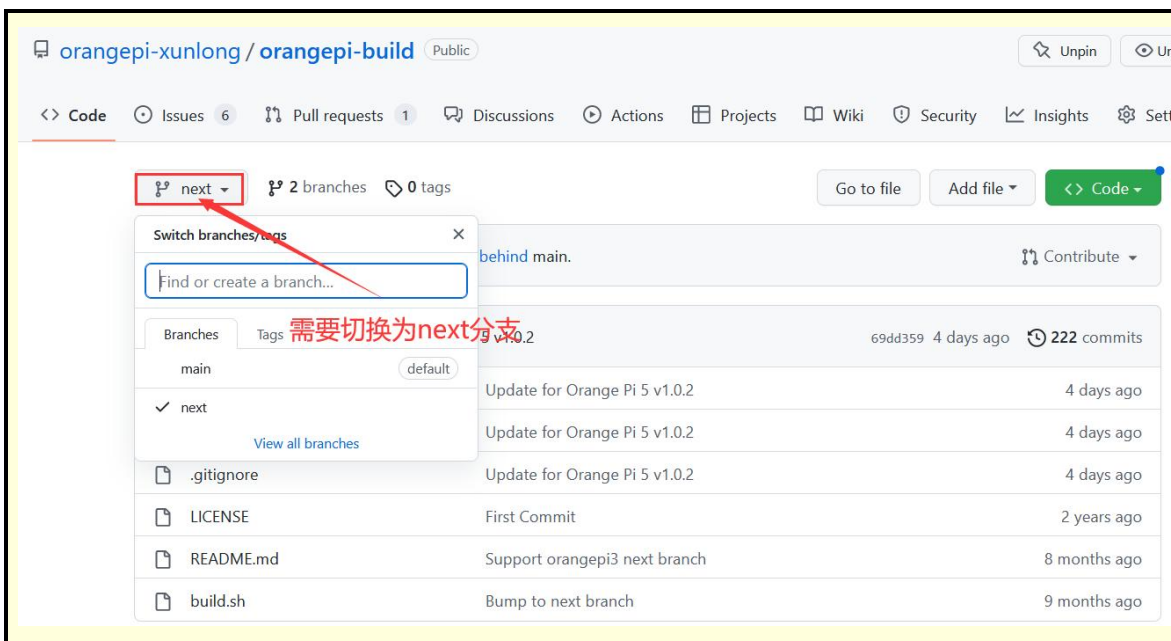 orangepi-xunlong / orangepi-build Public Unpin
Code Issues 6 Pull requests 1 Discussions Actions Projects Wiki Security Insights
next 2 branches 0 tags Go to file Add file Code
Switch branches/tags
behind main. Contribute
Find or create a branch...
Branches Tags 需要切换为next分支 v1.0.2 69dd359 4 days ago 222 commits
main default
Update for Orange Pi 5 v1.0.2 4 days ago
next
Update for Orange Pi 5 v1.0.2 4 days ago
View all branches
.gitignore Update for Orange Pi 5 v1.0.2 4 days ago
LICENSE First Commit 2 years ago
README.md Support orangepi3 next branch 8 months ago
build.sh Bump to next branch 9 months ago